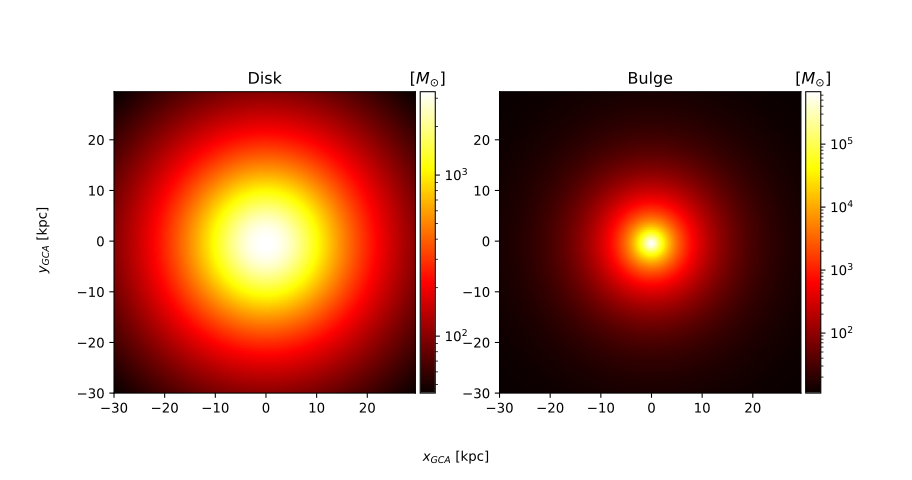 Disk [M⊙] Bulge [M⊙]
20 20
10⁵
10³
10 10
10⁴
0 0
10³
−10 −10
10² 10²
−20 −20
−30 −30
−30 −20 −10 0 10 20 −30 −20 −10 0 10 20
y_GCA [kpc]
x_GCA [kpc]